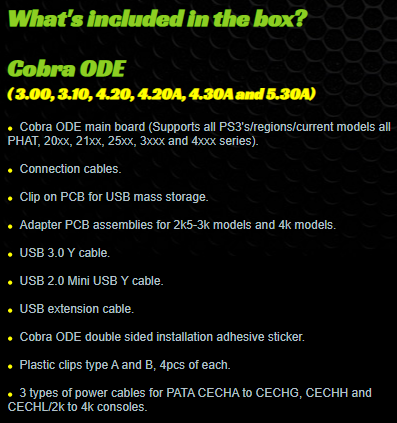 What's included in the box?
Cobra ODE
( 3.00, 3.10, 4.20, 4.20A, 4.30A and 5.30A)
• Cobra ODE main board (Supports all PS3's/regions/current models all
PHAT, 20xx, 21xx, 25xx, 3xxx and 4xxx series).
• Connection cables.
• Clip on PCB for USB mass storage.
• Adapter PCB assemblies for 2k5-3k models and 4k models.
• USB 3.0 Y cable.
• USB 2.0 Mini USB Y cable.
• USB extension cable.
• Cobra ODE double sided installation adhesive sticker.
• Plastic clips type A and B, 4pcs of each.
• 3 types of power cables for PATA CECHA to CECHG, CECHH and
CECHL/2k to 4k consoles.